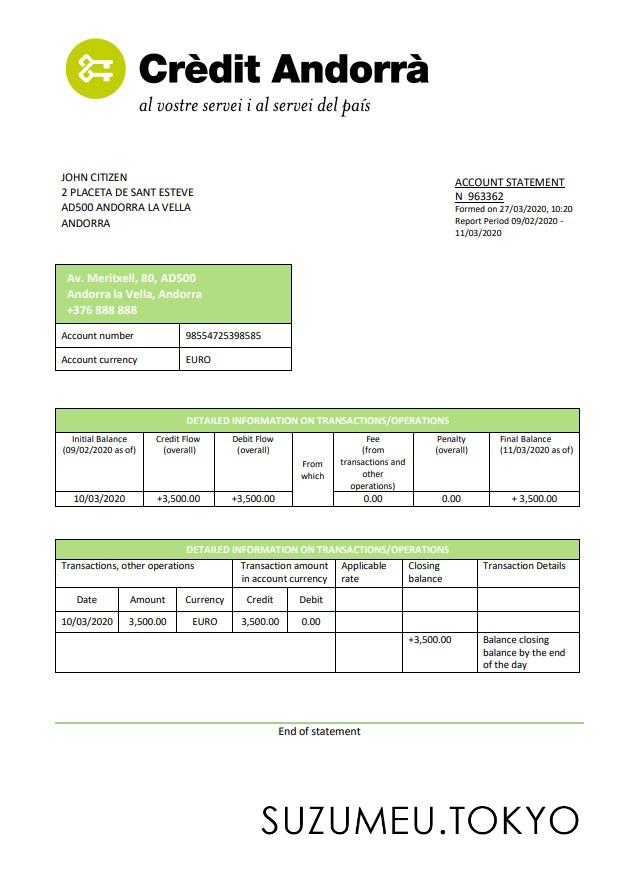 Crèdit Andorrà
al vostre servei i al servei del país
JOHN CITIZEN
2 PLACETA DE SANT ESTEVE
AD500 ANDORRA LA VELLA
ANDORRA
ACCOUNT STATEMENT
N 963362
Formed on 27/03/2020, 10:20
Report Period 09/02/2020 -
11/03/2020
Av. Meritxell, 80, AD500
Andorra la Vella, Andorra
+376 888 888
Account number 98554725398585
Account currency EURO
DETAILED INFORMATION ON TRANSACTIONS/OPERATIONS
Initial Balance (09/02/2020 as of) Credit Flow (overall) Debit Flow (overall) From which Fee (from transactions and other operations) Penalty (overall) Final Balance (11/03/2020 as of)
10/03/2020 +3,500.00 +3,500.00 0.00 0.00 + 3,500.00
DETAILED INFORMATION ON TRANSACTIONS/OPERATIONS
Transactions, other operations Transaction amount in account currency Applicable rate Closing balance Transaction Details
Date Amount Currency Credit Debit
10/03/2020 3,500.00 EURO 3,500.00 0.00
+3,500.00 Balance closing
balance by the end
of the day
End of statement
SUZUMEU.TOKYO